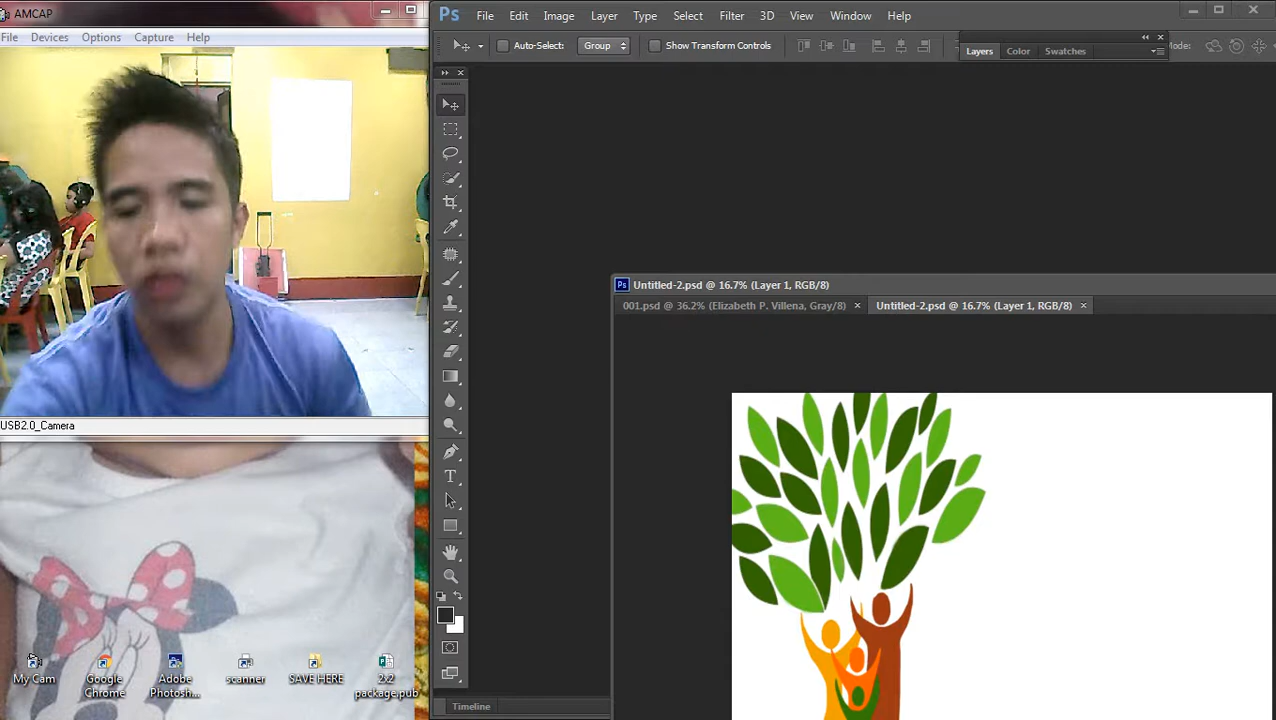 AMCAP
File Devices Options Capture Help
USB2.0_Camera
My Cam
Google Chrome
Adobe Photosh...
scanner
SAVE HERE
2x2 package.pub
Ps File Edit Image Layer Type Select Filter 3D View Window Help
Auto-Select: Group Show Transform Controls
Layers Color Swatches
Mode:
Ps Untitled-2.psd @ 16.7% (Layer 1, RGB/8)
001.psd @ 36.2% (Elizabeth P. Villena, Gray/8) × Untitled-2.psd @ 16.7% (Layer 1, RGB/8) ×
T
Timeline